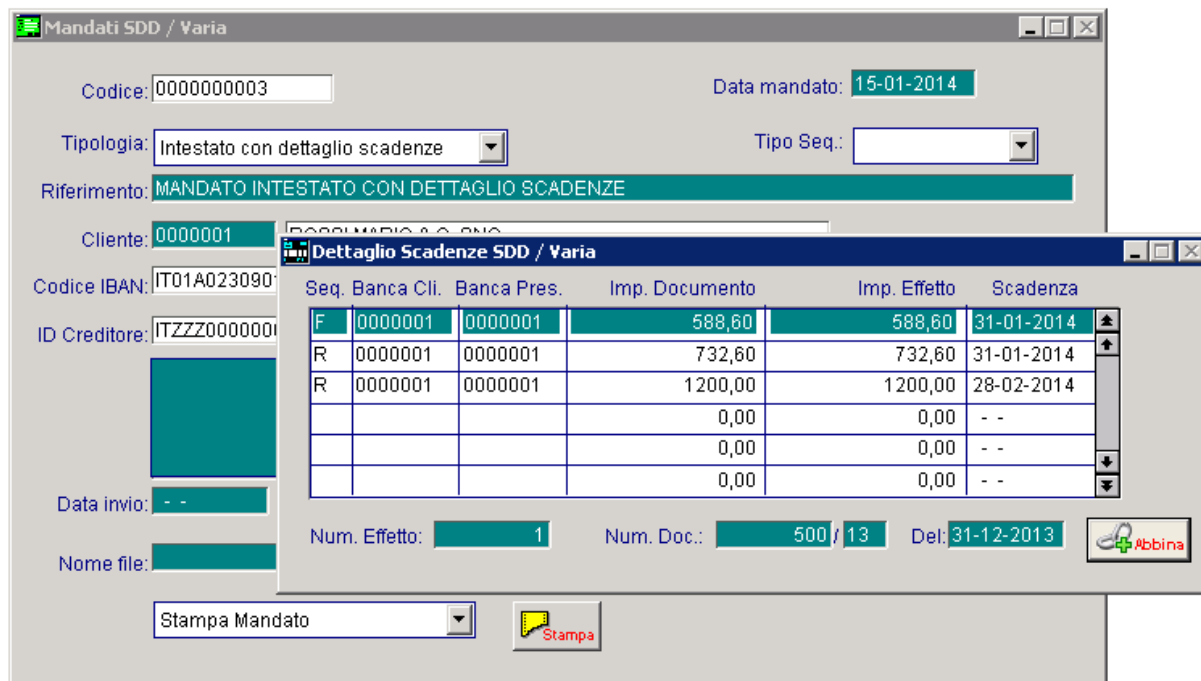 Mandati SDD / Varia
Codice: 0000000003 Data mandato: 15-01-2014
Tipologia: Intestato con dettaglio scadenze Tipo Seq.:
Riferimento: MANDATO INTESTATO CON DETTAGLIO SCADENZE
Cliente: 0000001
Codice IBAN: IT01A023090
ID Creditore: ITZZZ000000
Data invio: - -
Nome file:
Stampa Mandato Stampa
Dettaglio Scadenze SDD / Varia
Seq. Banca Cli. Banca Pres. Imp. Documento Imp. Effetto Scadenza
F 0000001 0000001 588,60 588,60 31-01-2014
R 0000001 0000001 732,60 732,60 31-01-2014
R 0000001 0000001 1200,00 1200,00 28-02-2014
0,00 0,00 - -
0,00 0,00 - -
0,00 0,00 - -
Num. Effetto: 1 Num. Doc.: 500 / 13 Del: 31-12-2013 Abbina